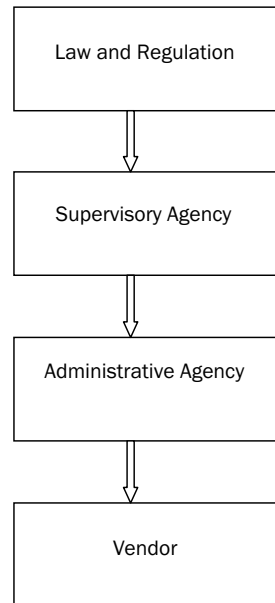 Law and Regulation
Supervisory Agency
Administrative Agency
Vendor